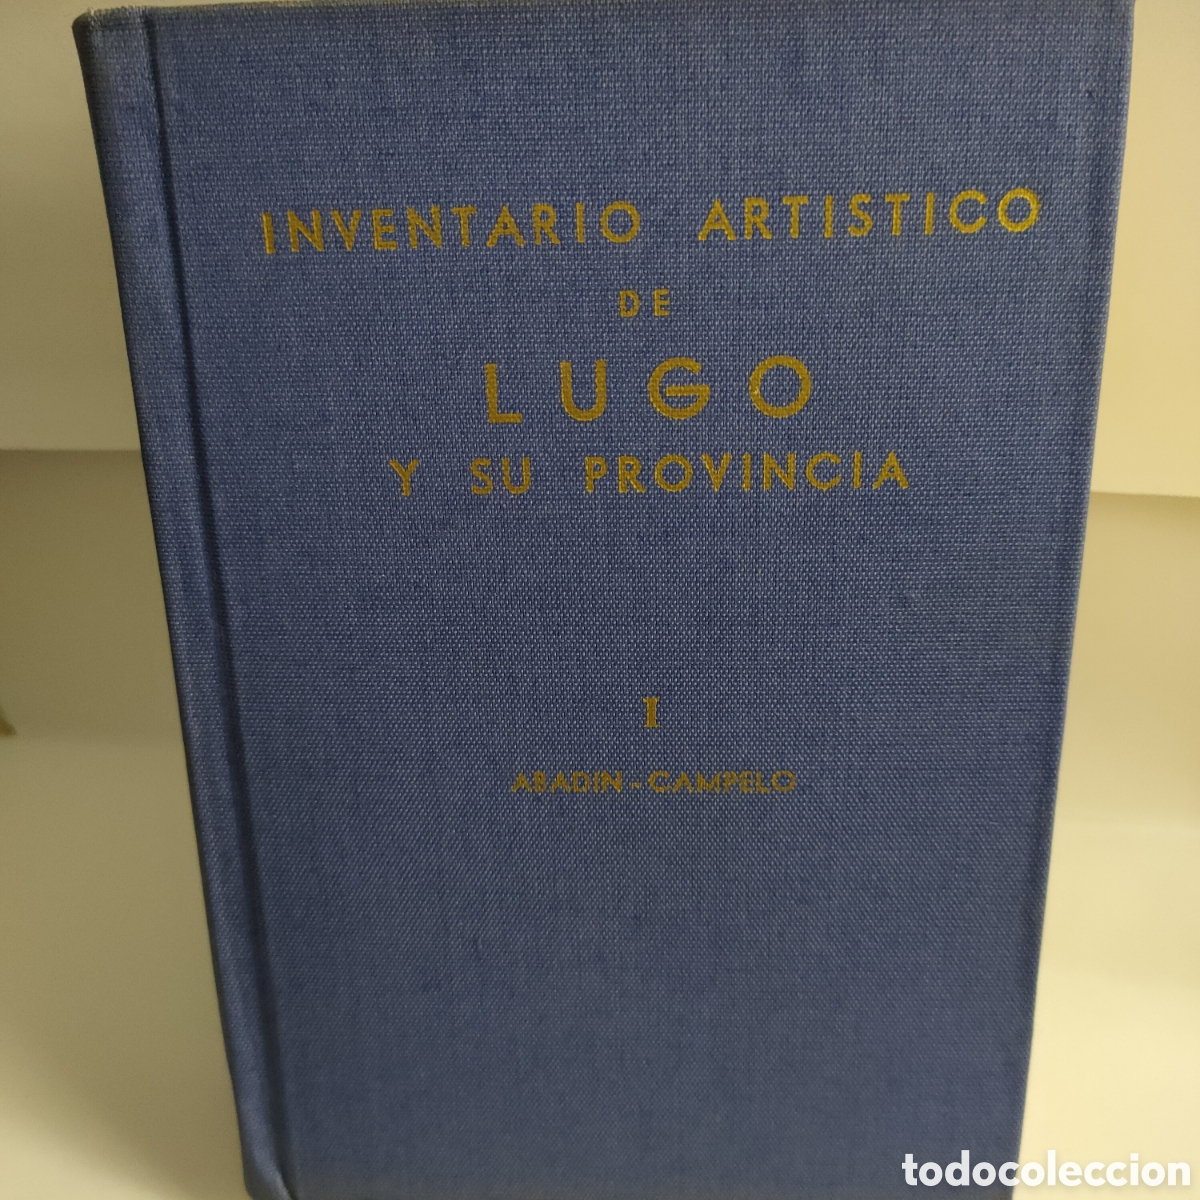 INVENTARIO ARTISTICO
DE
LUGO
Y SU PROVINCIA
I
ABADIN-CAMPELO
todocoleccion